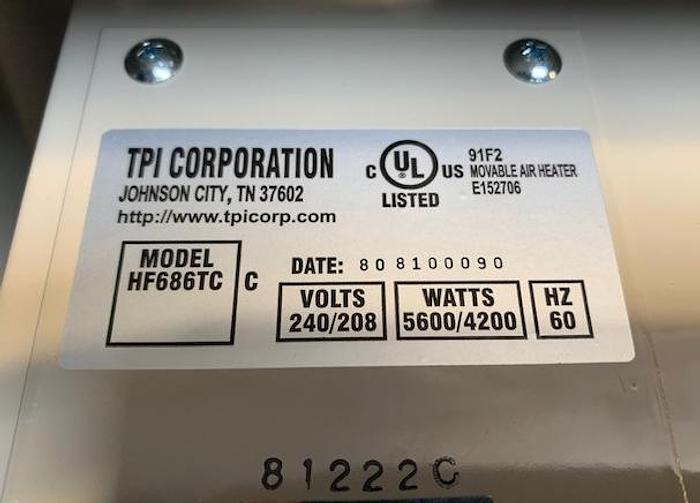 TPI CORPORATION
JOHNSON CITY, TN 37602
http://www.tpicorp.com
C UL US
LISTED
91F2
MOVABLE AIR HEATER
E152706
MODEL
HF686TC
C
DATE: 80 8100090
VOLTS
240/208
WATTS
5600/4200
HZ
60
81222C